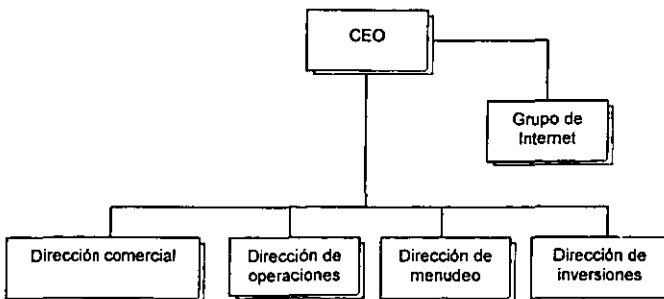 CEO
Grupo de
Internet
Dirección comercial
Dirección de
operaciones
Dirección de
menudeo
Dirección de
inversiones